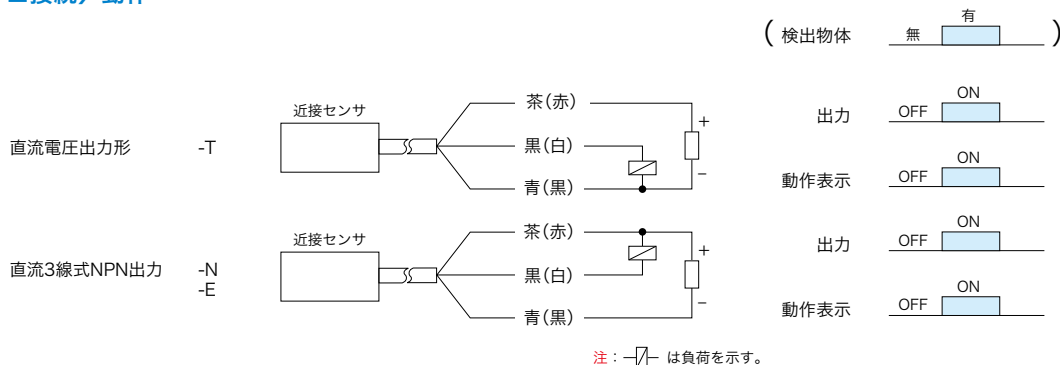 有
(検出物体 無 )
近接センサ 茶(赤) + 出力 OFF ON
直流電圧出力形 -T 黒(白)
青(黒) − 動作表示 OFF ON
近接センサ 茶(赤) + 出力 OFF ON
直流3線式NPN出力 -N 黒(白)
-E
青(黒) − 動作表示 OFF ON
注： は負荷を示す。